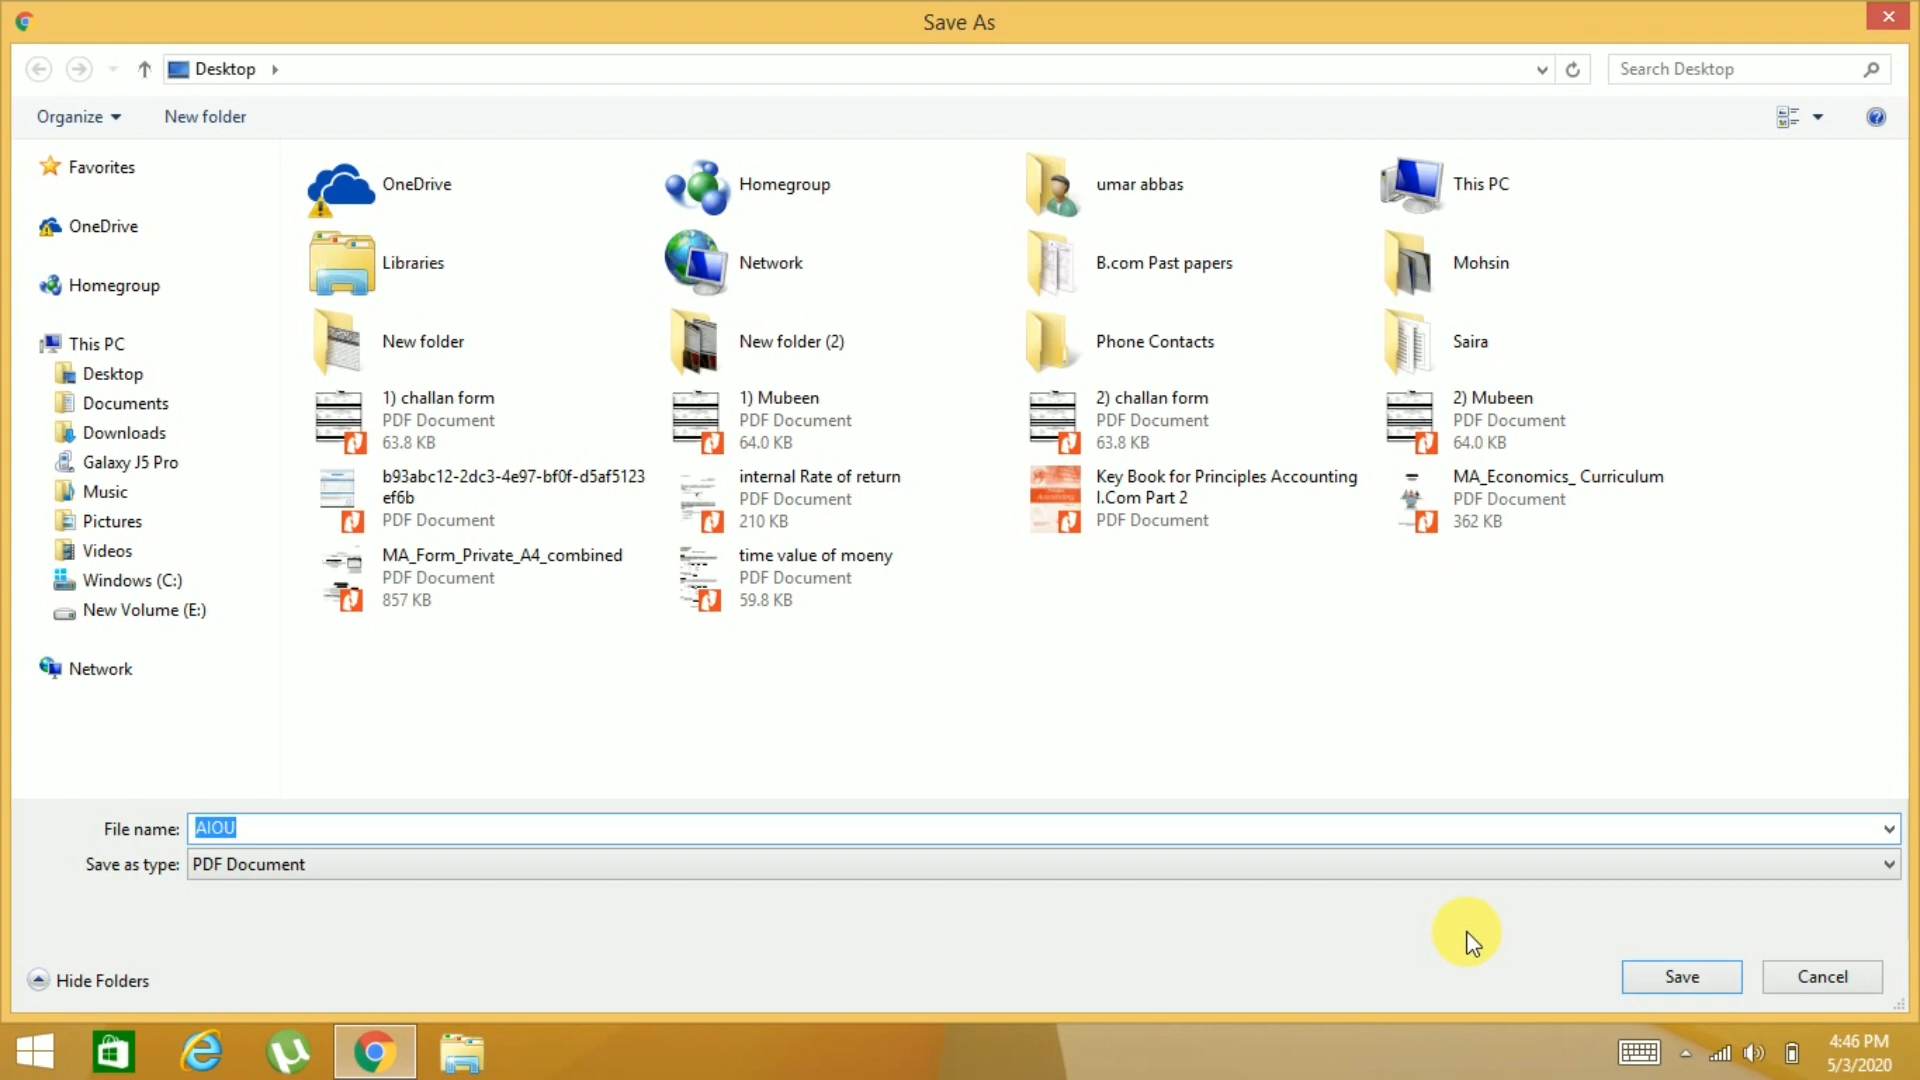 Save As
Desktop
Search Desktop
Organize
New folder
Favorites
OneDrive
Homegroup
This PC
Desktop
Documents
Downloads
Galaxy J5 Pro
Music
Pictures
Videos
Windows (C:)
New Volume (E:)
Network
OneDrive
Homegroup
umar abbas
This PC
Libraries
Network
B.com Past papers
Mohsin
New folder
New folder (2)
Phone Contacts
Saira
1) challan form
PDF Document
63.8 KB
1) Mubeen
PDF Document
64.0 KB
2) challan form
PDF Document
63.8 KB
2) Mubeen
PDF Document
64.0 KB
b93abc12-2dc3-4e97-bf0f-d5af5123
ef6b
PDF Document
internal Rate of return
PDF Document
210 KB
Key Book for Principles Accounting
I.Com Part 2
PDF Document
MA_Economics_ Curriculum
PDF Document
362 KB
MA_Form_Private_A4_combined
PDF Document
857 KB
time value of moeny
PDF Document
59.8 KB
File name: AIOU
Save as type: PDF Document
Hide Folders
Save
Cancel
4:46 PM
5/3/2020